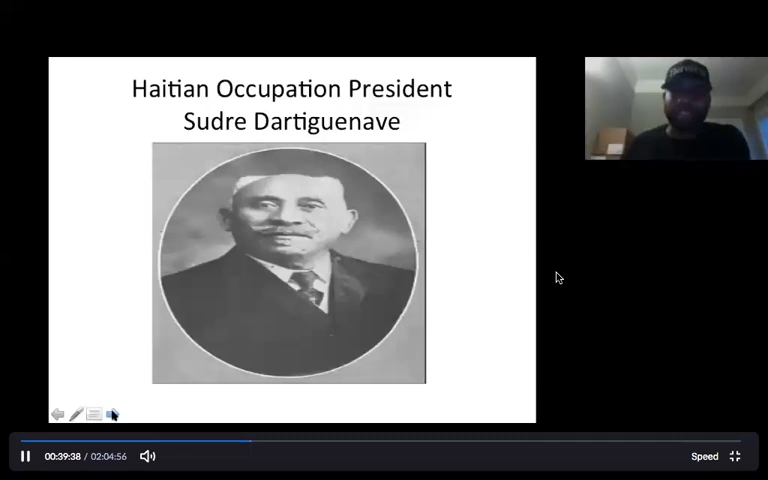 Haitian Occupation President
Sudre Dartiguenave
00:39:38 / 02:04:56
Speed